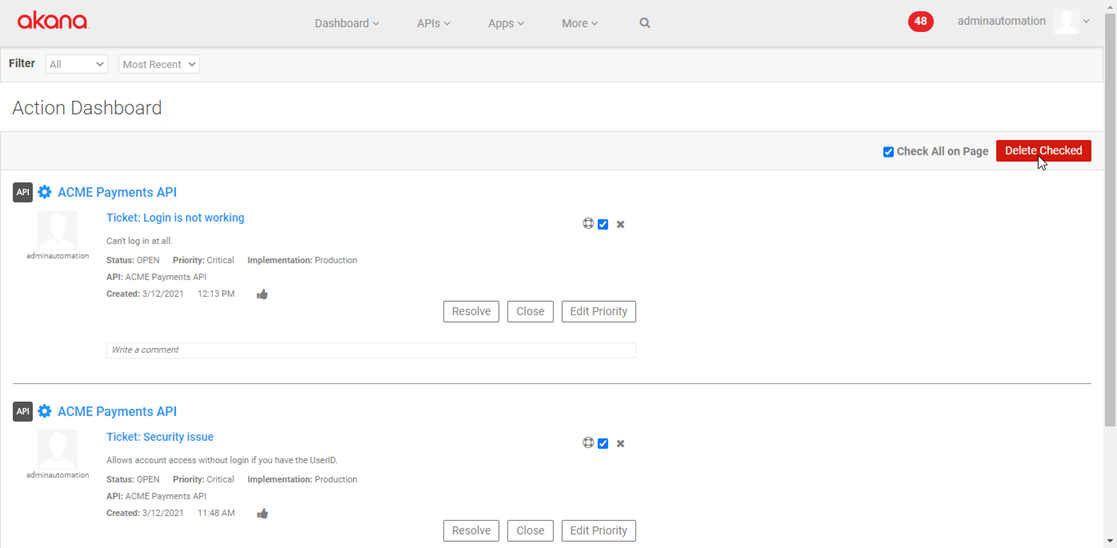 akana
Dashboard APIs Apps More 48 adminautomation
Filter All Most Recent
Action Dashboard
Check All on Page Delete Checked
API ACME Payments API
Ticket: Login is not working
Can't log in at all.
adminautomation
Status: OPEN Priority: Critical Implementation: Production
API: ACME Payments API
Created: 3/12/2021 12:13 PM
Resolve Close Edit Priority
Write a comment
API ACME Payments API
Ticket: Security issue
Allows account access without login if you have the UserID.
adminautomation
Status: OPEN Priority: Critical Implementation: Production
API: ACME Payments API
Created: 3/12/2021 11:48 AM
Resolve Close Edit Priority